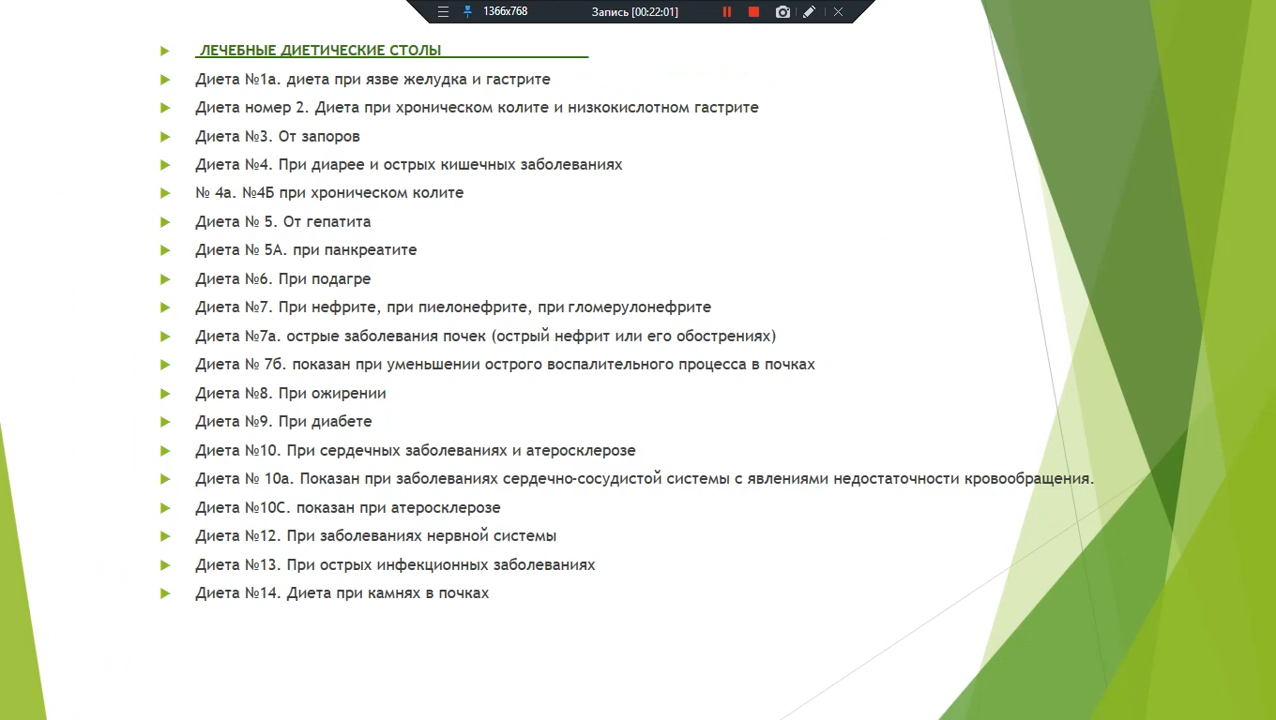 1366x768
Запись [00:22:01]
ЛЕЧЕБНЫЕ ДИЕТИЧЕСКИЕ СТОЛЫ
Диета №1а. диета при язве желудка и гастрите
Диета номер 2. Диета при хроническом колите и низкокислотном гастрите
Диета №3. От запоров
Диета №4. При диарее и острых кишечных заболеваниях
№ 4а. №4Б при хроническом колите
Диета № 5. От гепатита
Диета № 5А. при панкреатите
Диета №6. При подагре
Диета №7. При нефрите, при пиелонефрите, при гломерулонефрите
Диета №7а. острые заболевания почек (острый нефрит или его обострениях)
Диета № 7б. показан при уменьшении острого воспалительного процесса в почках
Диета №8. При ожирении
Диета №9. При диабете
Диета №10. При сердечных заболеваниях и атеросклерозе
Диета № 10а. Показан при заболеваниях сердечно-сосудистой системы с явлениями недостаточности кровообращения.
Диета №10С. показан при атеросклерозе
Диета №12. При заболеваниях нервной системы
Диета №13. При острых инфекционных заболеваниях
Диета №14. Диета при камнях в почках